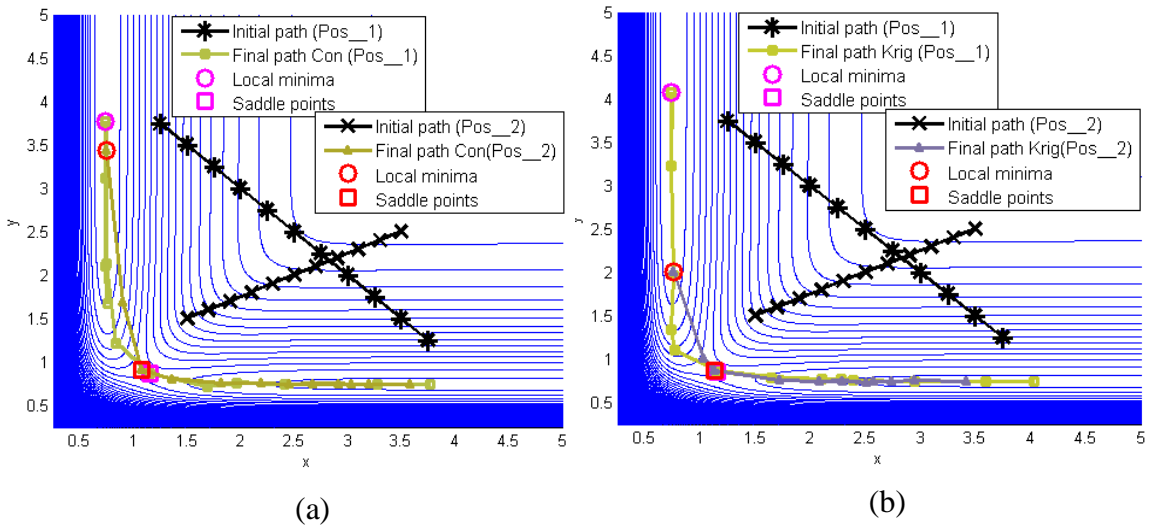 5
4.5
4
3.5
3
2.5
2
1.5
1
0.5
y
0.5 1 1.5 2 2.5 3 3.5 4 4.5 5
x
Initial path (Pos__1)
Final path Con (Pos__1)
Local minima
Saddle points
Initial path (Pos__2)
Final path Con(Pos__2)
Local minima
Saddle points
(a)
5
4.5
4
3.5
3
2.5
2
1.5
1
0.5
y
0.5 1 1.5 2 2.5 3 3.5 4 4.5 5
x
Initial path (Pos__1)
Final path Krig (Pos__1)
Local minima
Saddle points
Initial path (Pos__2)
Final path Krig(Pos__2)
Local minima
Saddle points
(b)